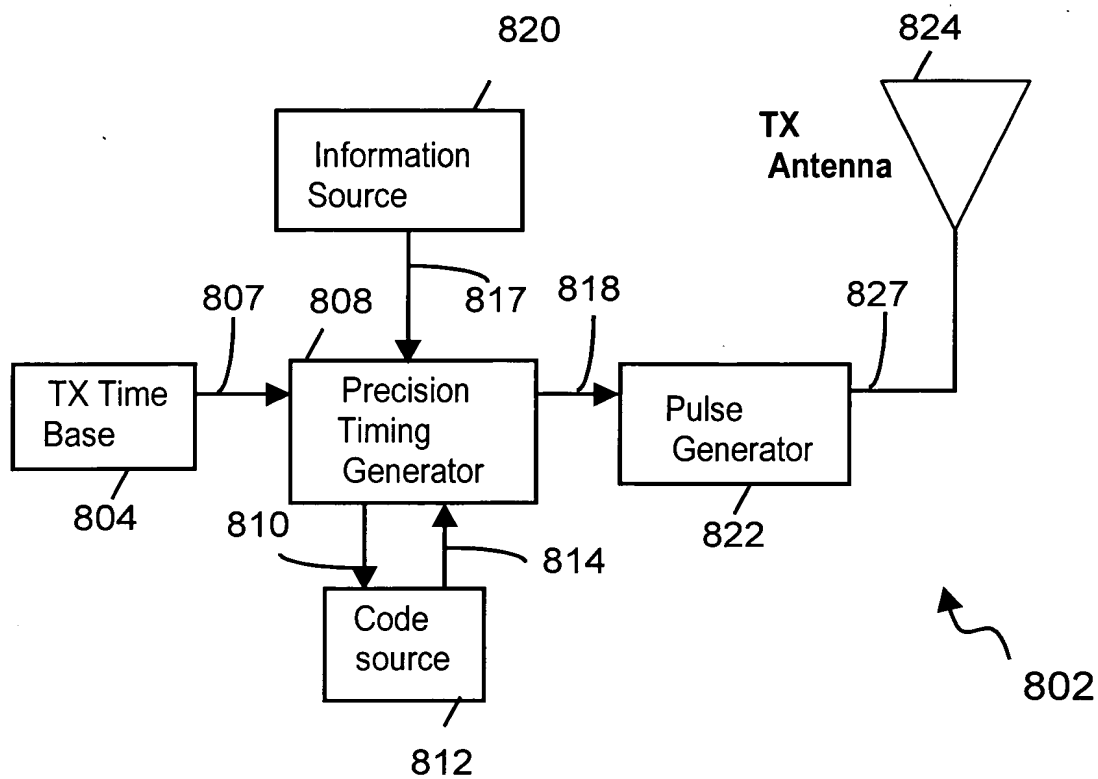 820
824
Information
Source
TX
Antenna
807
808
817
818
827
TX Time
Base
Precision
Timing
Generator
Pulse
Generator
804
810
814
822
Code
source
802
812